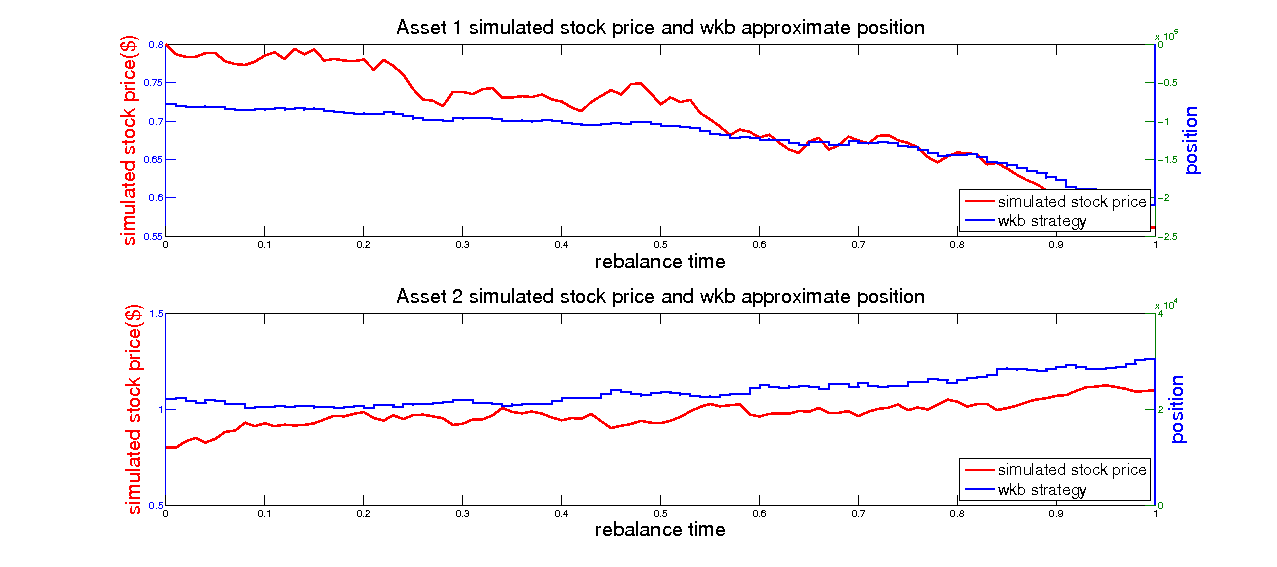 Asset 1 simulated stock price and wkb approximate position
x 10^5
simulated stock price($)
0.8
0.75
0.7
0.65
0.6
0.55
0
-0.5
-1
-1.5
-2
-2.5
position
simulated stock price
wkb strategy
0 0.1 0.2 0.3 0.4 0.5 0.6 0.7 0.8 0.9 1
rebalance time
Asset 2 simulated stock price and wkb approximate position
x 10^4
simulated stock price($)
1.5
1
0.5
4
2
0
position
simulated stock price
wkb strategy
0 0.1 0.2 0.3 0.4 0.5 0.6 0.7 0.8 0.9 1
rebalance time